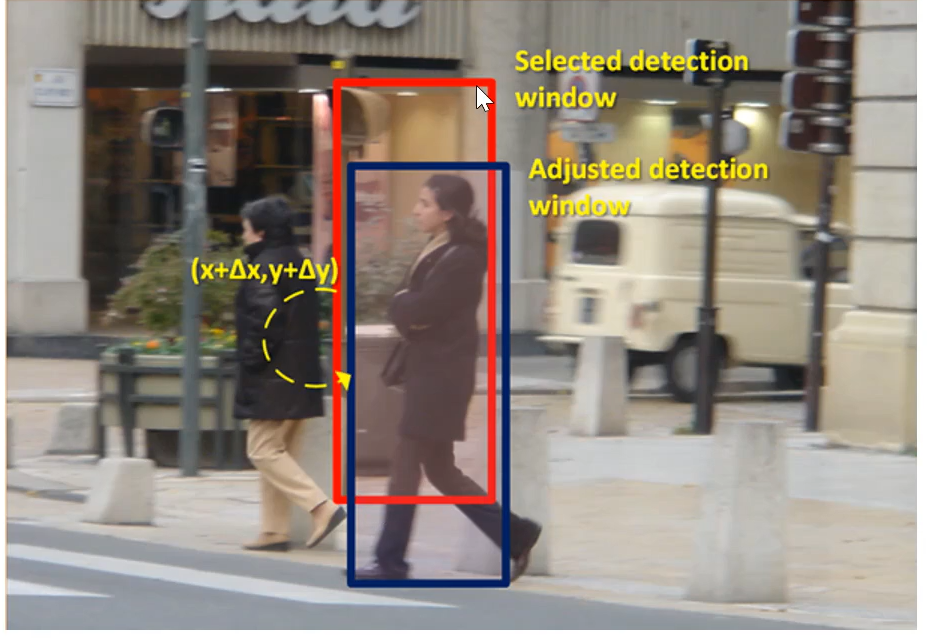 Selected detection
window
Adjusted detection
window
(x+Δx,y+Δy)